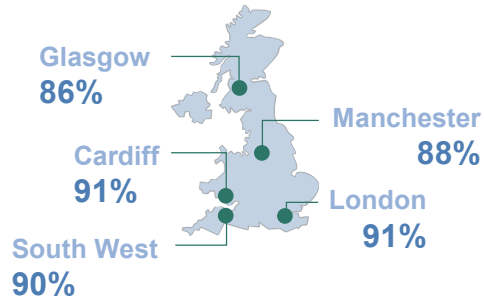 Glasgow
86%
Manchester
88%
Cardiff
91%
London
91%
South West
90%